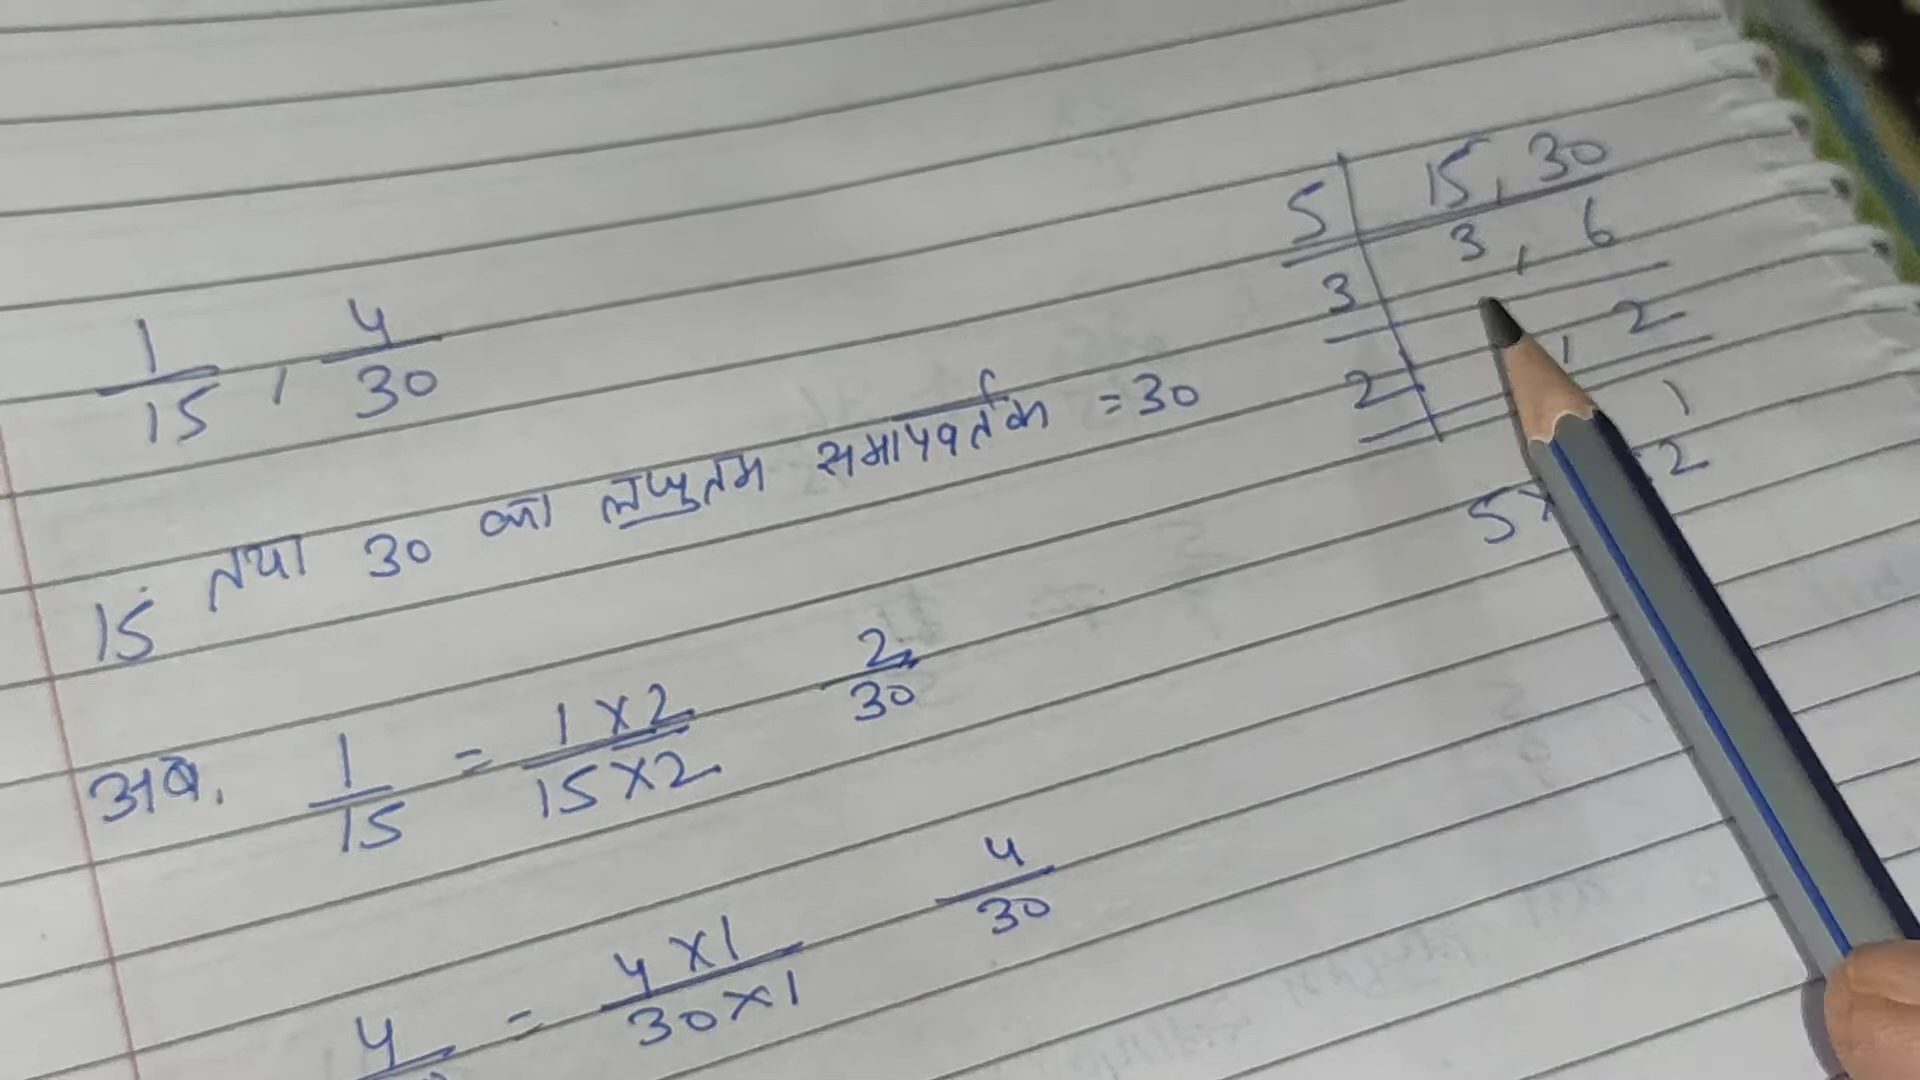 1/15 , 4/30
15 तथा 30 का लघुतम समापवर्तक = 30
अब, 1/15 = 1×2/15×2 2/30
4 = 4×1/30×1 4/30
5 | 15, 30
3 | 3, 6
2 | , 2
1
5× 2